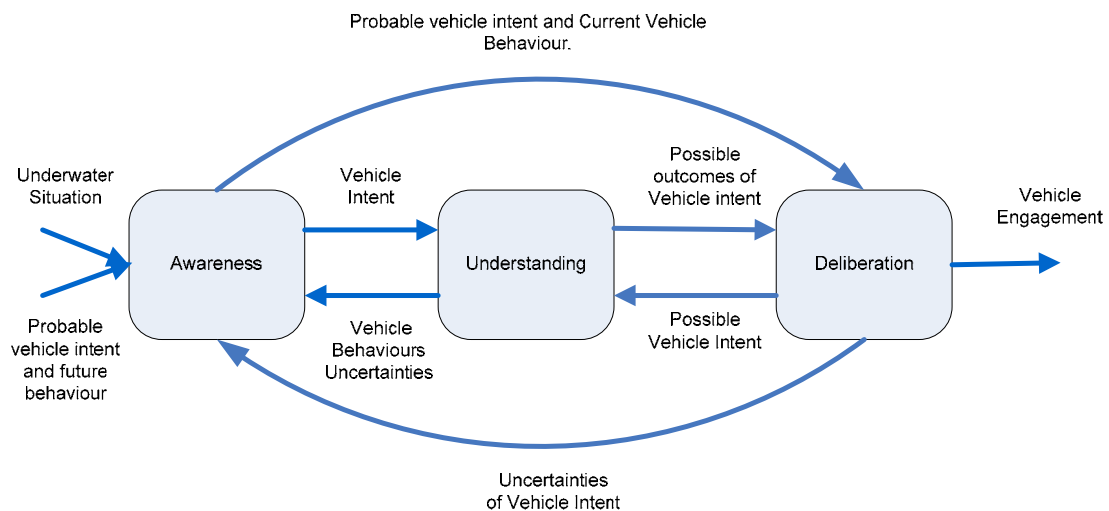 Probable vehicle intent and Current Vehicle
Behaviour.
Underwater
Situation
Vehicle
Intent
Possible
outcomes of
Vehicle intent
Vehicle
Engagement
Awareness
Understanding
Deliberation
Probable
vehicle intent
and future
behaviour
Vehicle
Behaviours
Uncertainties
Possible
Vehicle Intent
Uncertainties
of Vehicle Intent